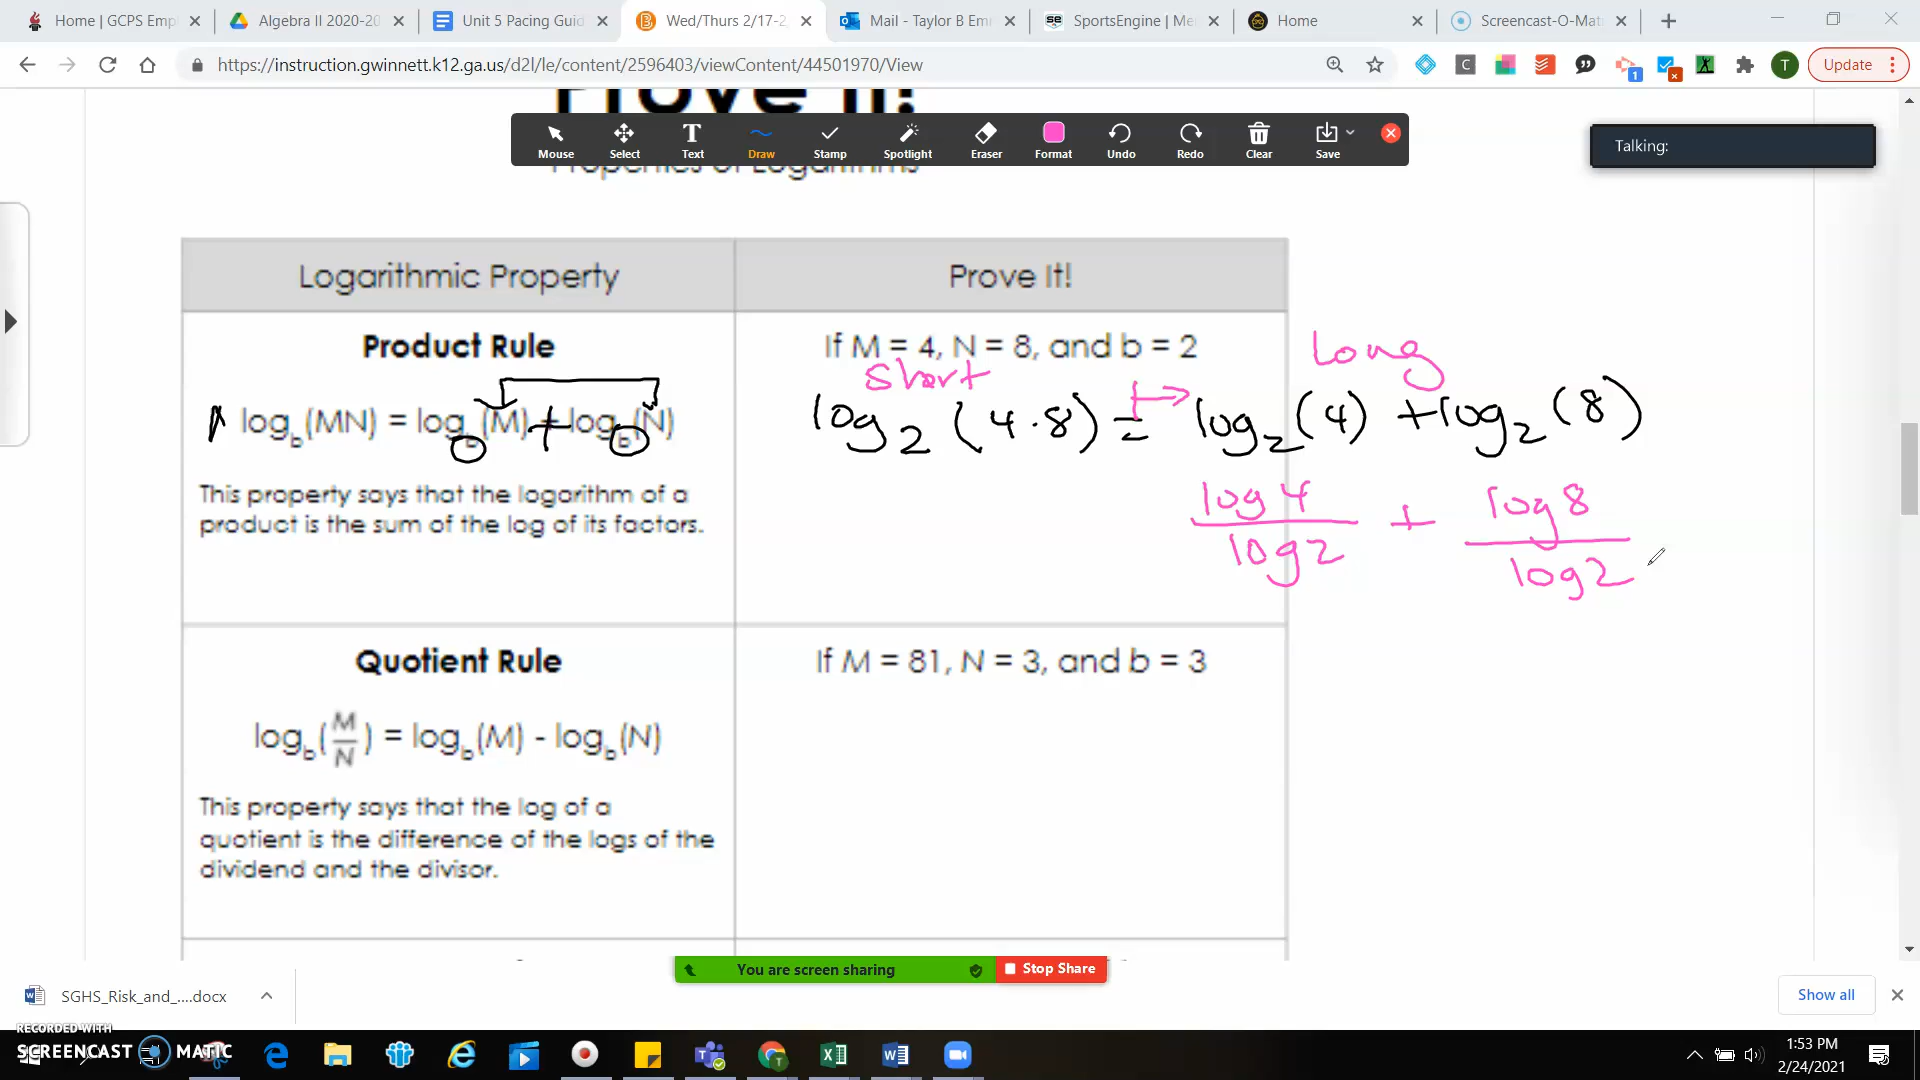 Home | GCPS Emp
Algebra II 2020-20
Unit 5 Pacing Guid
Wed/Thurs 2/17-2
Mail - Taylor B Em
SportsEngine | Me
Home
Screencast-O-Mat
https://instruction.gwinnett.k12.ga.us/d2l/le/content/2596403/viewContent/44501970/View
Update
Prove It!
Mouse
Select
Text
Draw
Stamp
Spotlight
Eraser
Format
Undo
Redo
Clear
Save
Talking:
Properties of Logarithms
Logarithmic Property
Prove It!
Product Rule
log_b(MN) = log_b(M) + log_b(N)
This property says that the logarithm of a
product is the sum of the log of its factors.
If M = 4, N = 8, and b = 2
short
long
log_2 (4·8) = log_2 (4) + log_2 (8)
log 4 / log 2 + log 8 / log 2
Quotient Rule
log_b(M/N) = log_b(M) - log_b(N)
This property says that the log of a
quotient is the difference of the logs of the
dividend and the divisor.
If M = 81, N = 3, and b = 3
You are screen sharing
Stop Share
SGHS_Risk_and_....docx
Show all
RECORDED WITH
SCREENCAST MATIC
1:53 PM
2/24/2021